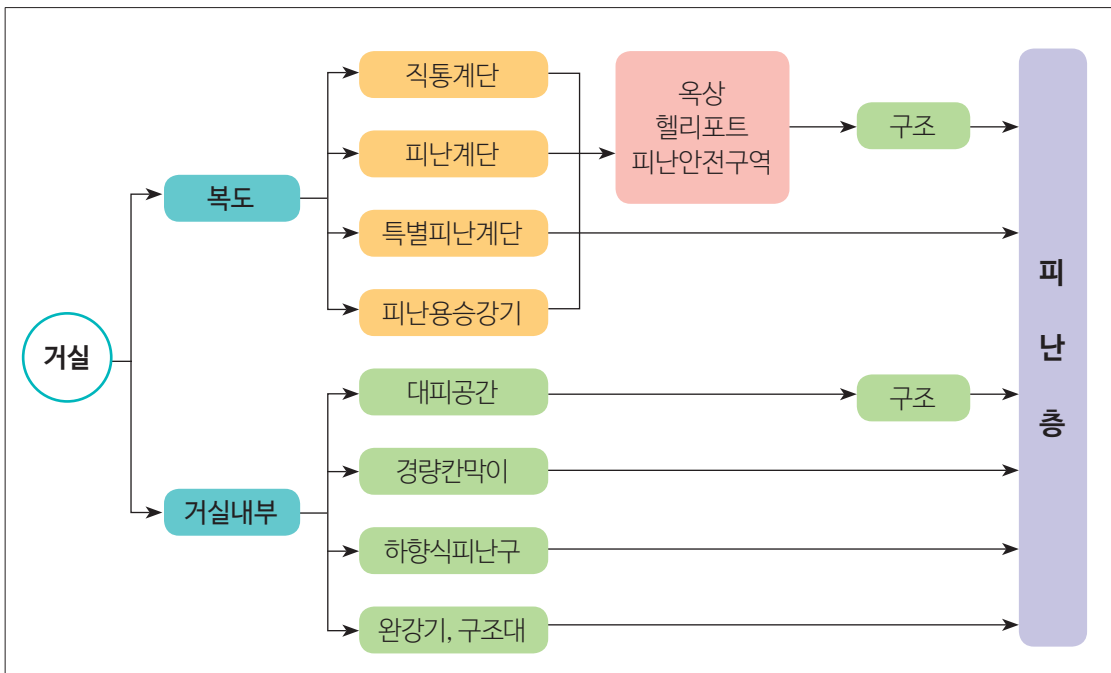 거실
복도
거실내부
직통계단
피난계단
특별피난계단
피난용승강기
대피공간
경량칸막이
하향식피난구
완강기, 구조대
옥상
헬리포트
피난안전구역
구조
구조
피
난
층